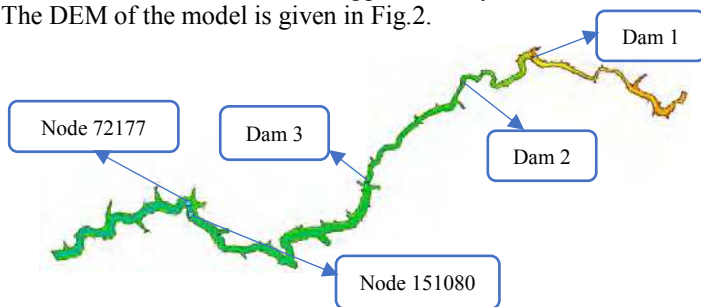 The DEM of the model is given in Fig.2.
Dam 1
Node 72177
Dam 3
Dam 2
Node 151080